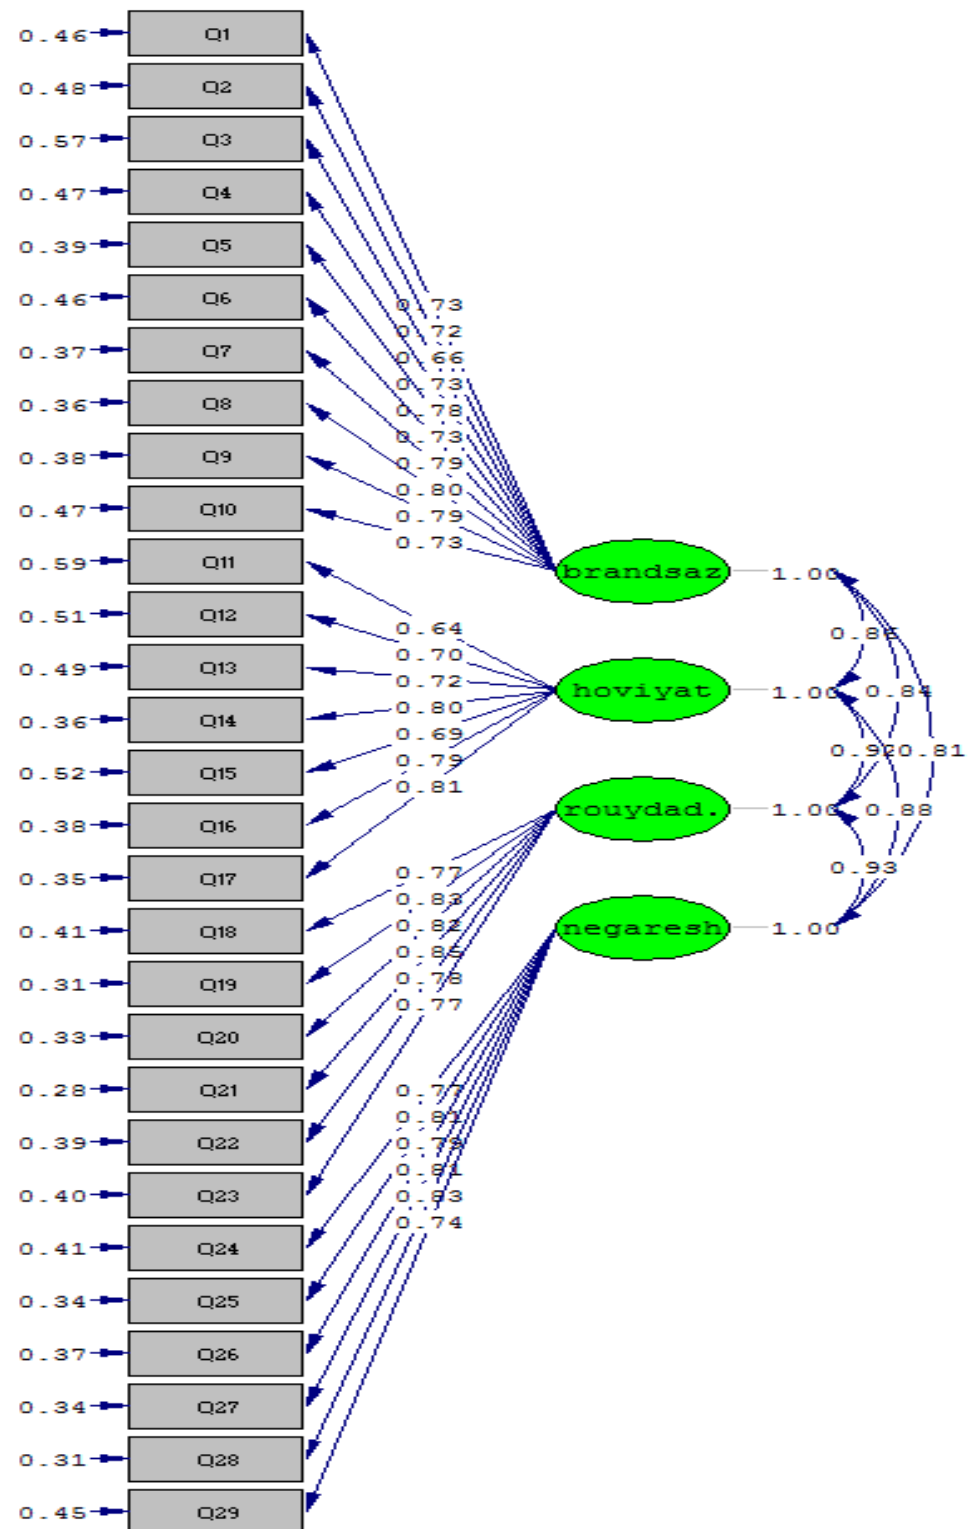 0.46 Q1
0.48 Q2
0.57 Q3
0.47 Q4
0.39 Q5
0.46 Q6
0.37 Q7
0.36 Q8
0.38 Q9
0.47 Q10
0.59 Q11
0.51 Q12
0.49 Q13
0.36 Q14
0.52 Q15
0.38 Q16
0.35 Q17
0.41 Q18
0.31 Q19
0.33 Q20
0.28 Q21
0.39 Q22
0.40 Q23
0.41 Q24
0.34 Q25
0.37 Q26
0.34 Q27
0.31 Q28
0.45 Q29
0.73
0.72
0.66
0.73
0.78
0.73
0.79
0.80
0.79
0.73
0.64
0.70
0.72
0.80
0.69
0.79
0.81
0.77
0.83
0.82
0.85
0.78
0.77
0.77
0.81
0.79
0.81
0.83
0.74
brandsaz 1.00
hoviyat 1.00
rouydad. 1.00
negaresh 1.00
0.84
0.92
0.81
0.88
0.93